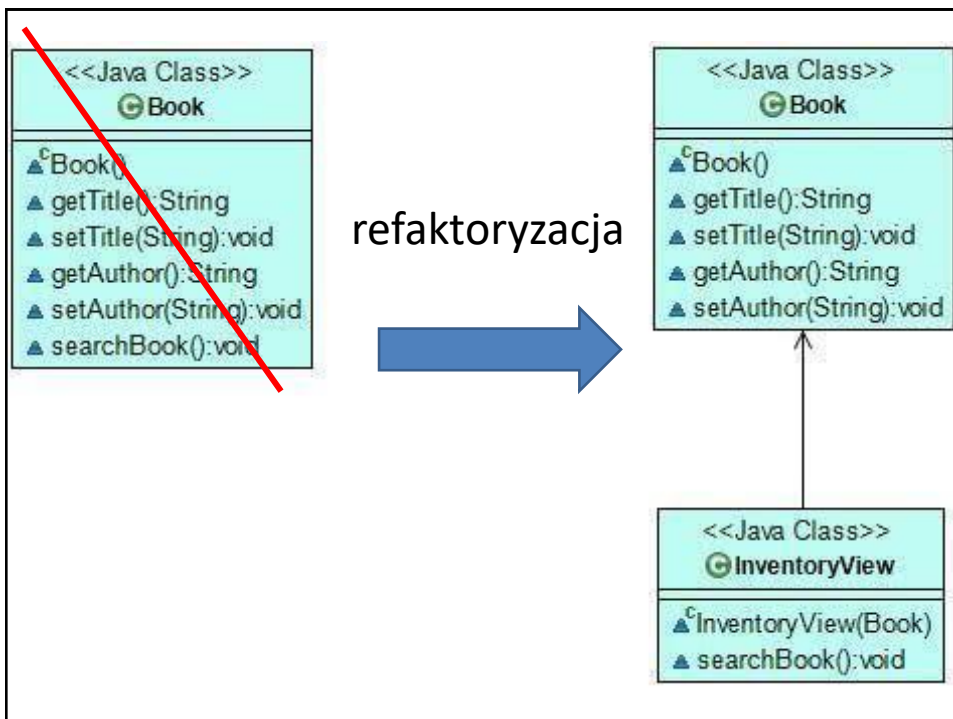 <<Java Class>>
Book
Book()
getTitle():String
setTitle(String):void
getAuthor():String
setAuthor(String):void
searchBook():void
refaktoryzacja
<<Java Class>>
Book
Book()
getTitle():String
setTitle(String):void
getAuthor():String
setAuthor(String):void
<<Java Class>>
InventoryView
InventoryView(Book)
searchBook():void